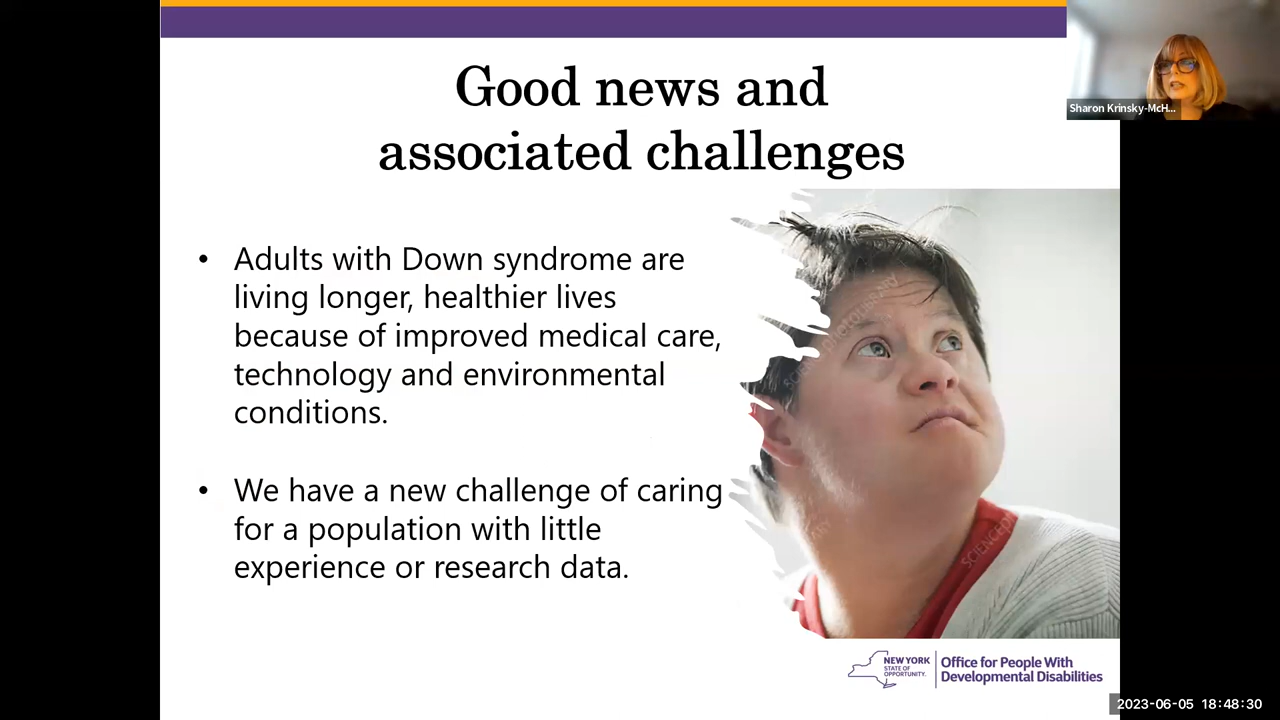 Good news and
associated challenges
Sharon Krinsky-McH...
• Adults with Down syndrome are
living longer, healthier lives
because of improved medical care,
technology and environmental
conditions.
• We have a new challenge of caring
for a population with little
experience or research data.
NEW YORK
STATE OF
OPPORTUNITY.
Office for People With
Developmental Disabilities
2023-06-05 18:48:30